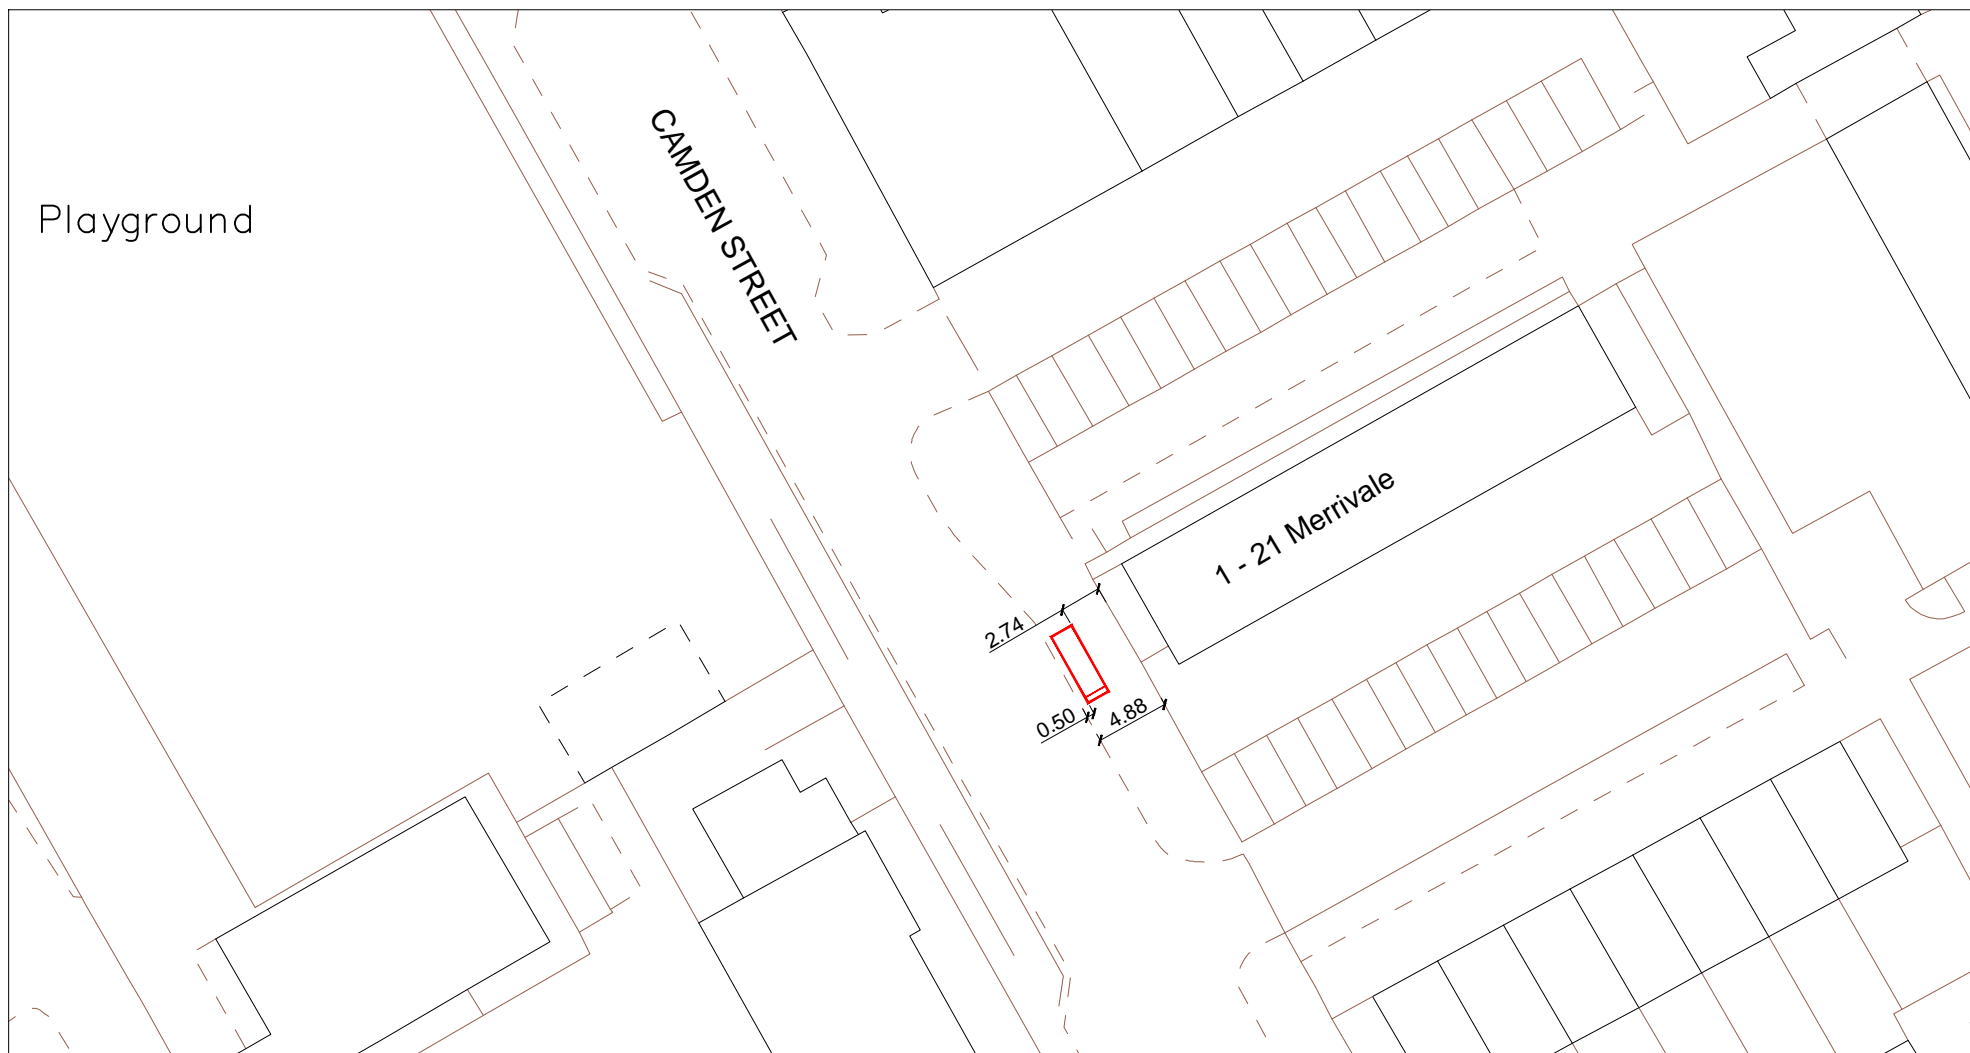 CAMDEN STREET
Playground
1 - 21 Merrivale
2.74
0.50
4.88